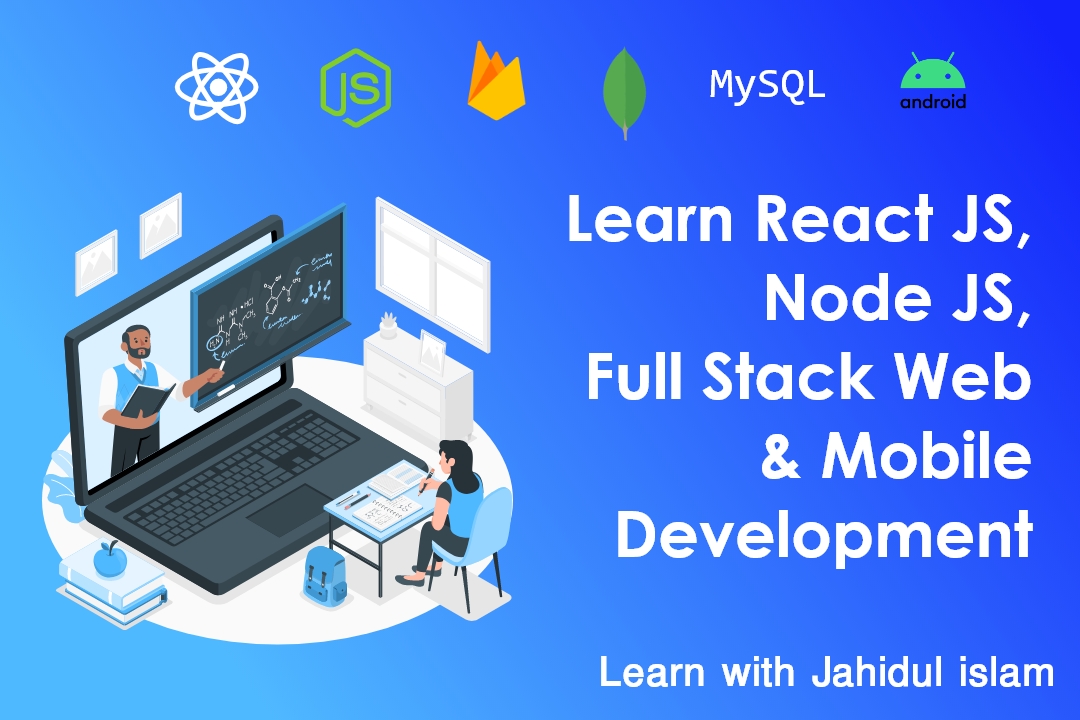 JS
MySQL
android
Learn React JS,
Node JS,
Full Stack Web
& Mobile
Development
Learn with Jahidul islam